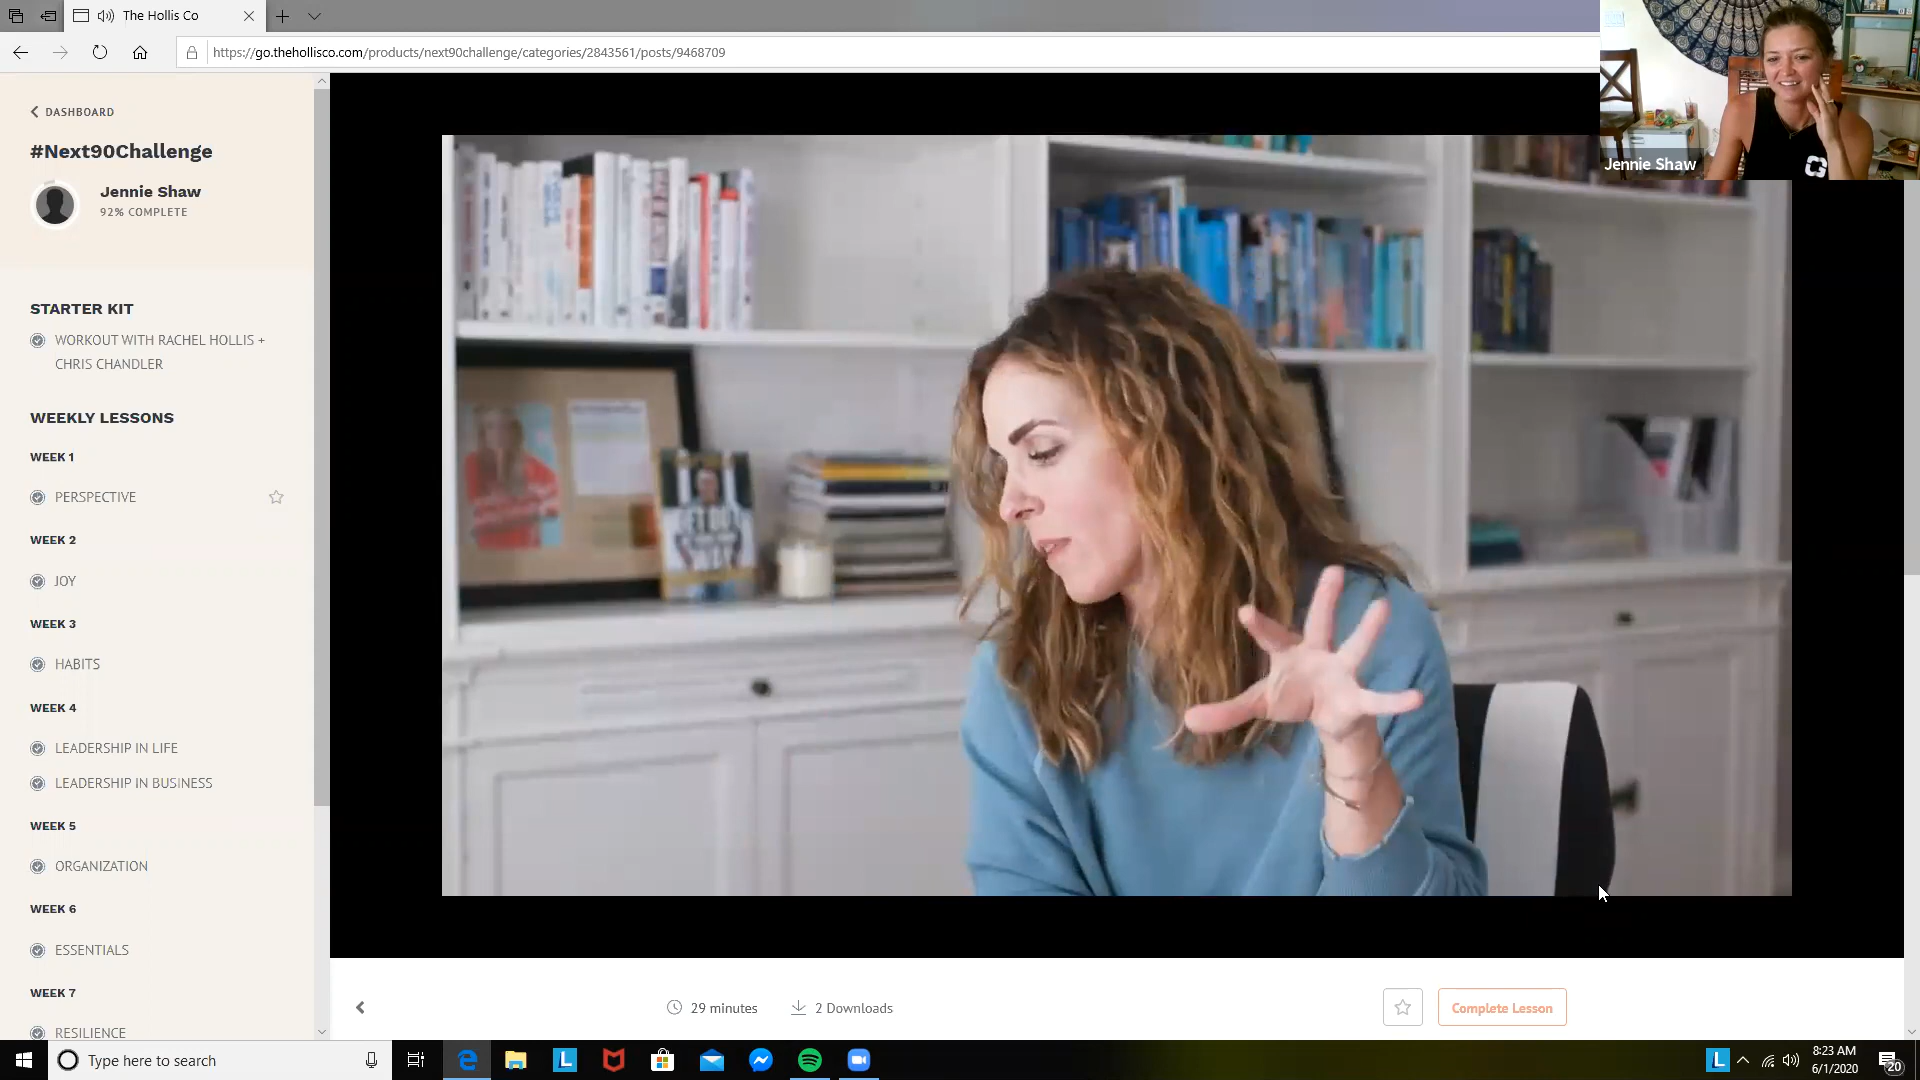 The Hollis Co
https://go.thehollisco.com/products/next90challenge/categories/2843561/posts/9468709
DASHBOARD
#Next90Challenge
Jennie Shaw
92% COMPLETE
STARTER KIT
WORKOUT WITH RACHEL HOLLIS +
CHRIS CHANDLER
WEEKLY LESSONS
WEEK 1
PERSPECTIVE
WEEK 2
JOY
WEEK 3
HABITS
WEEK 4
LEADERSHIP IN LIFE
LEADERSHIP IN BUSINESS
WEEK 5
ORGANIZATION
WEEK 6
ESSENTIALS
WEEK 7
RESILIENCE
Jennie Shaw
29 minutes
2 Downloads
Complete Lesson
Type here to search
L
L
8:23 AM
6/1/2020
20